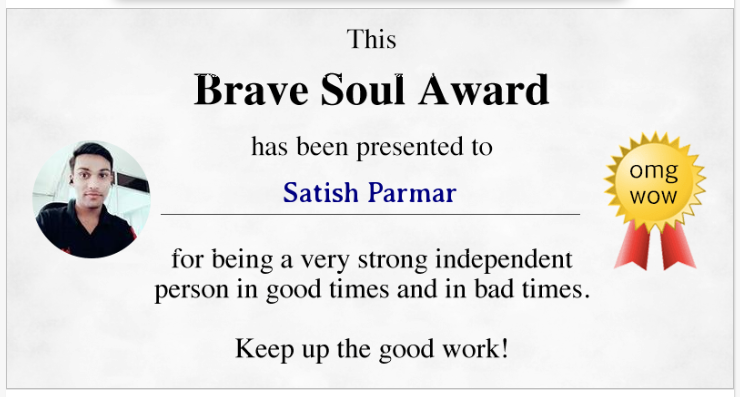 This
Brave Soul Award
has been presented to
Satish Parmar
omg
wow
for being a very strong independent
person in good times and in bad times.
Keep up the good work!